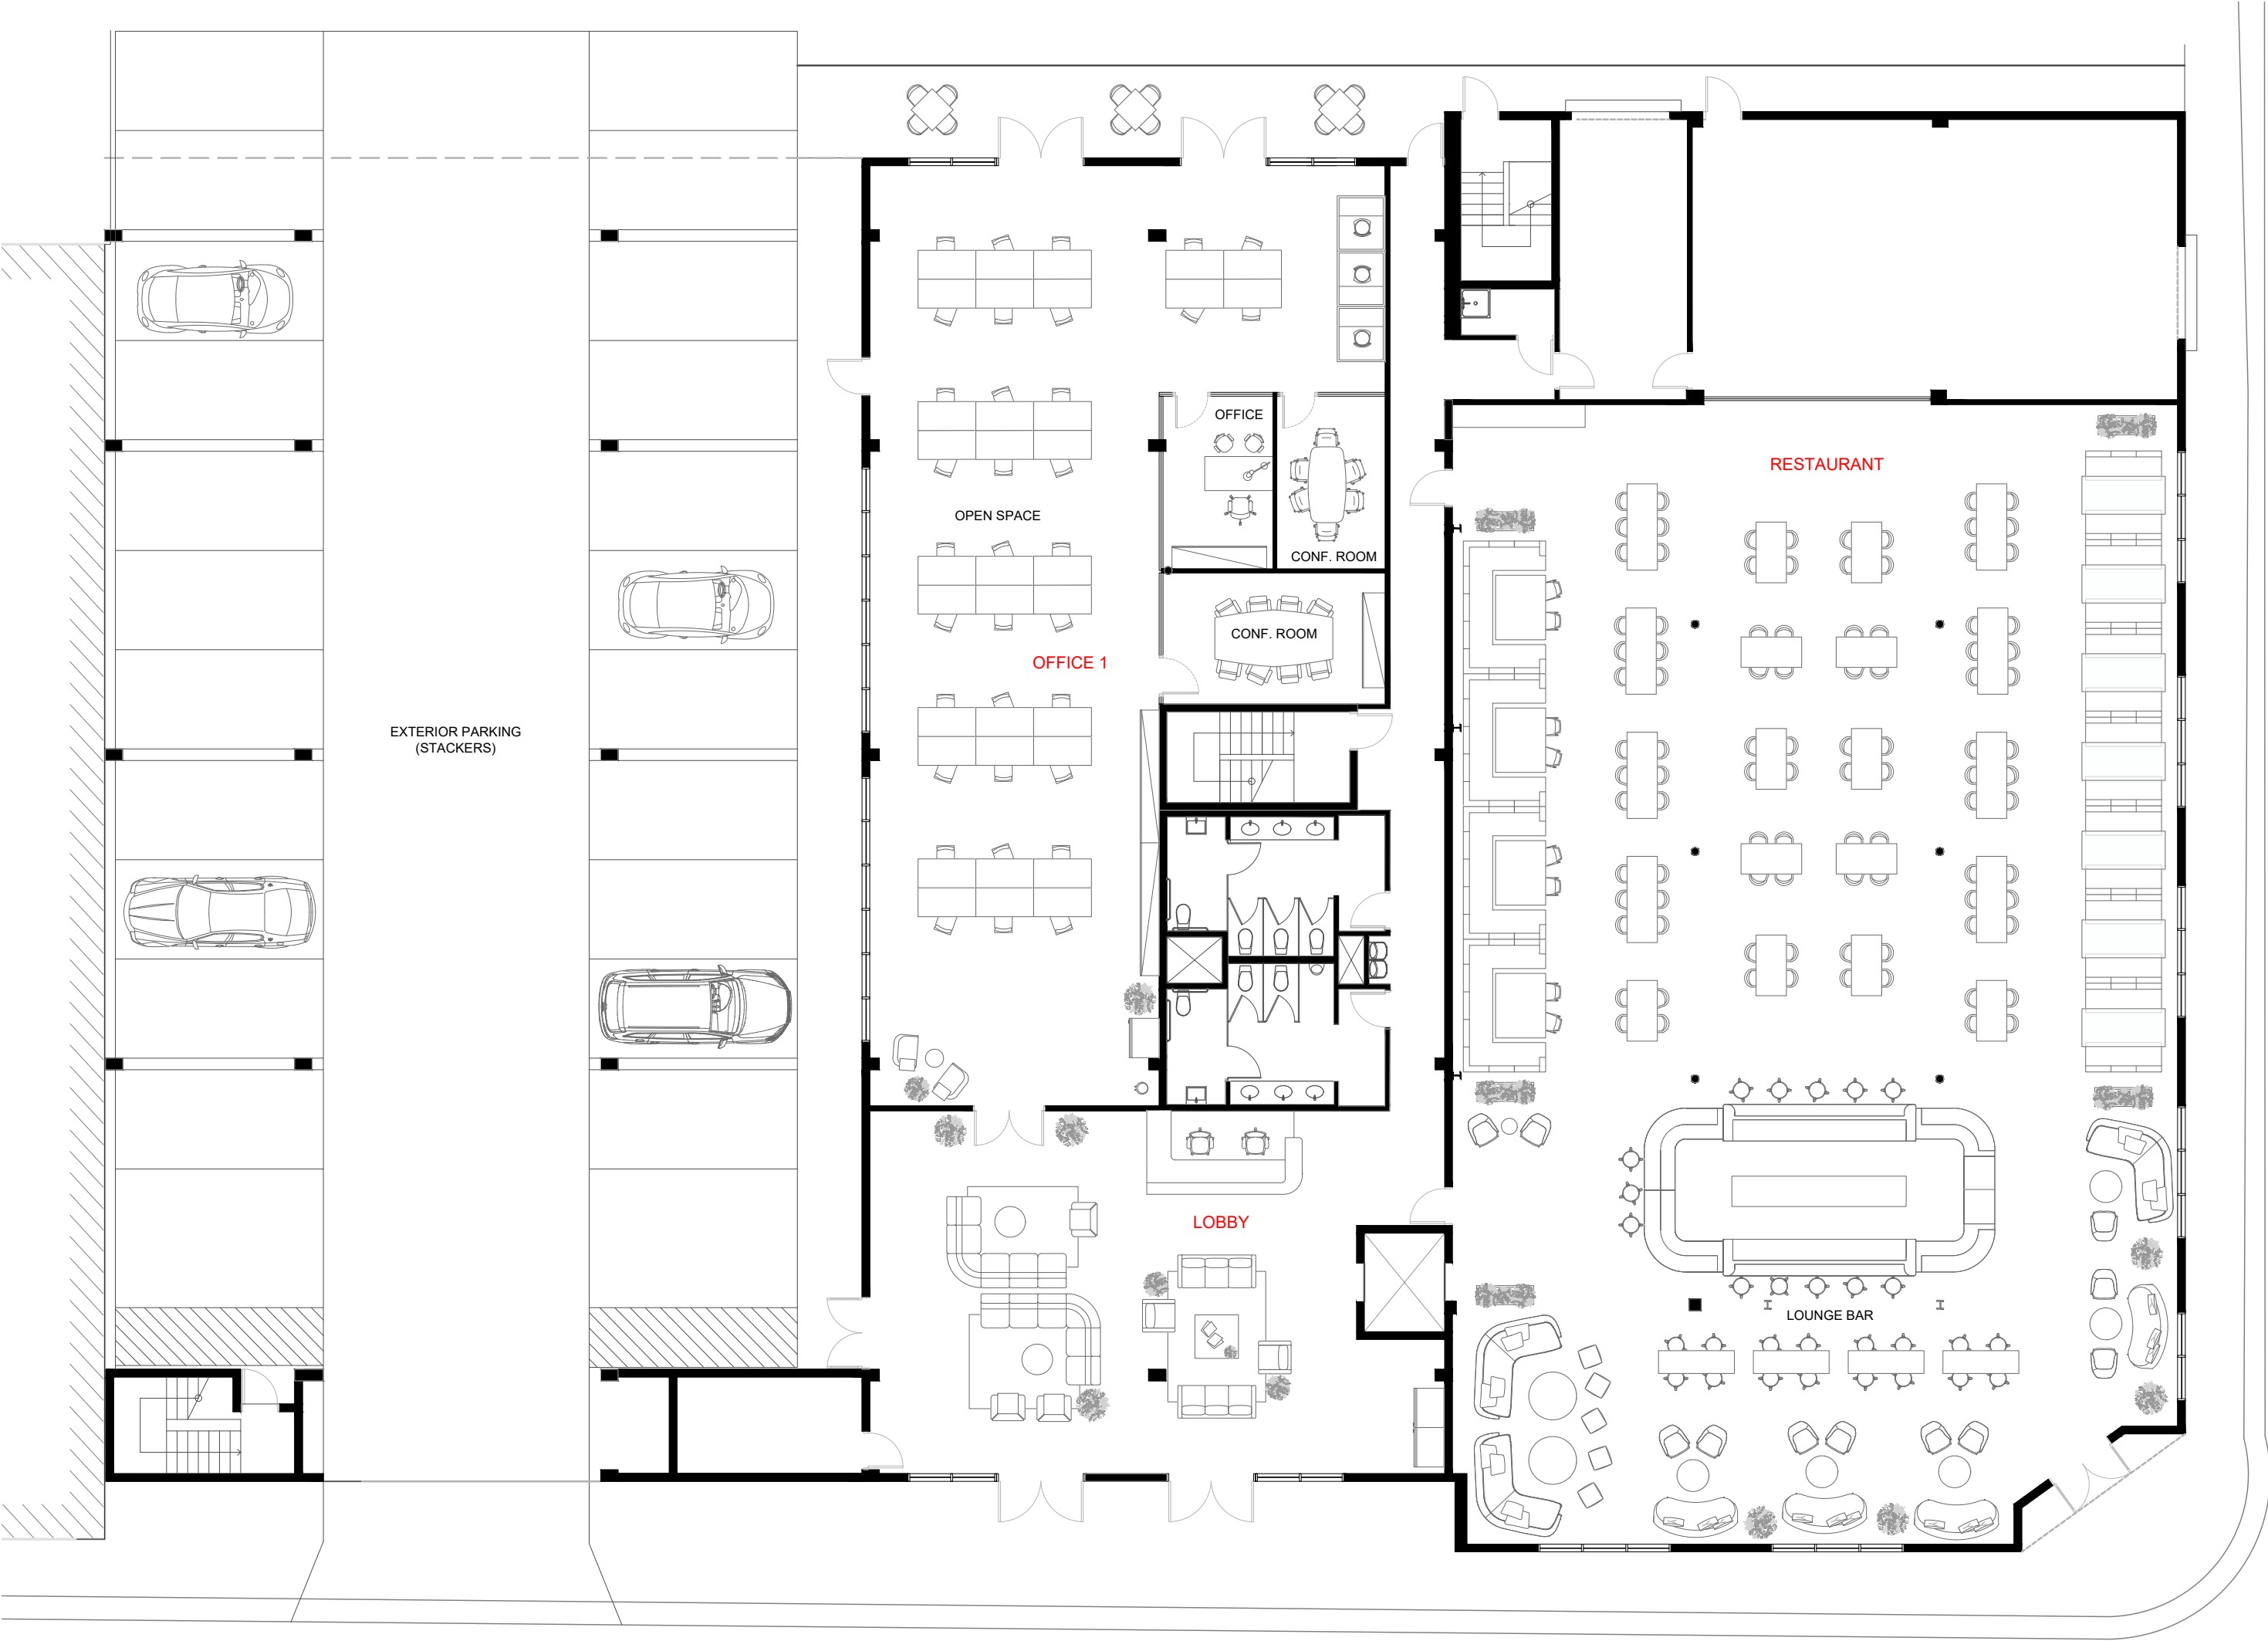 OFFICE
RESTAURANT
OPEN SPACE
CONF. ROOM
CONF. ROOM
OFFICE 1
EXTERIOR PARKING
(STACKERS)
LOBBY
LOUNGE BAR